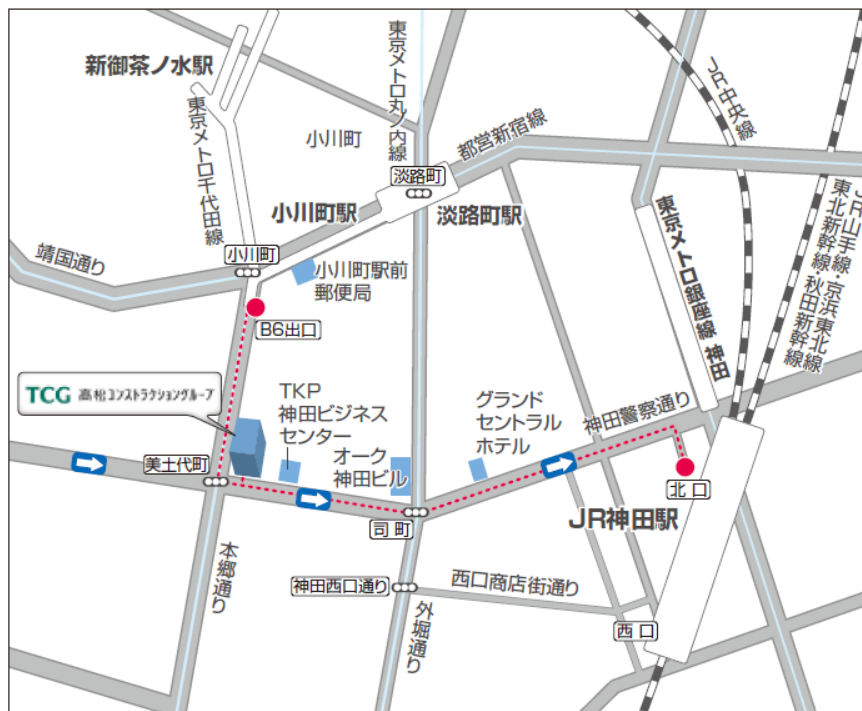 新御茶ノ水駅
東京メトロ千代田線
小川町
東京メトロ丸ノ内線
都営新宿線
淡路町
JR中央線
JR山手線・京浜東北線
東北新幹線・秋田新幹線
小川町駅
淡路町駅
東京メトロ銀座線 神田
靖国通り
小川町
小川町駅前
郵便局
B6出口
TCG 高松コンストラクショングループ
TKP
神田ビジネス
センター
グランド
セントラル
ホテル
神田警察通り
オーク
神田ビル
美土代町
北口
司町
JR神田駅
本郷通り
神田西口通り
西口商店街通り
外堀通り
西口